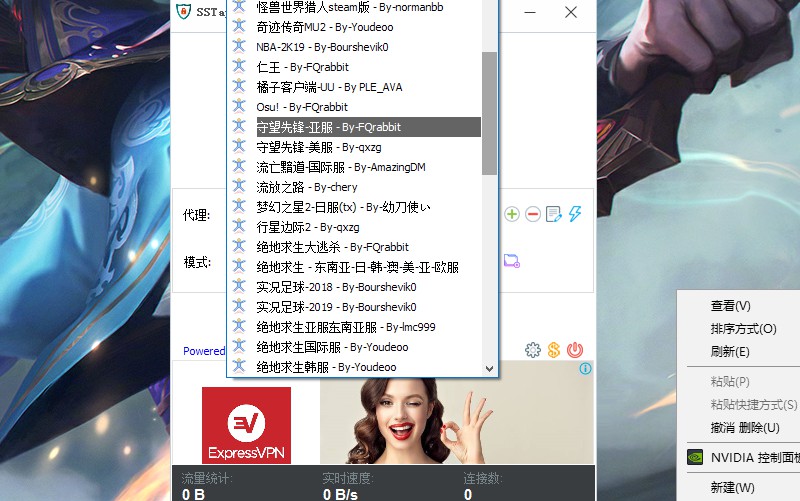 SSTa
怪兽世界猎人steam版 - By-normanbb
奇迹传奇MU2 - By-Youdeoo
NBA-2K19 - By-Bourshevik0
仁王 - By-FQrabbit
橘子客户端-UU - By PLE_AVA
Osu! - By-FQrabbit
守望先锋-亚服 - By-FQrabbit
守望先锋-美服 - By-qxzg
流亡黯道-国际服 - By-AmazingDM
流放之路 - By-chery
梦幻之星2-日服(tx) - By-幼刀使い
行星边际2 - By-qxzg
绝地求生大逃杀 - By-FQrabbit
绝地求生 - 东南亚-日-韩-澳-美-亚-欧服
实况足球-2018 - By-Bourshevik0
实况足球-2019 - By-Bourshevik0
绝地求生亚服东南亚服 - By-lmc999
绝地求生国际服 - By-Youdeoo
绝地求生韩服 - By-Youdeoo
代理:
模式:
Powered
EV
ExpressVPN
流量统计:
0 B
实时速度:
0 B/s
连接数:
0
查看(V)
排序方式(O)
刷新(E)
粘贴(P)
粘贴快捷方式(S)
撤消 删除(U)
NVIDIA 控制面板
新建(W)